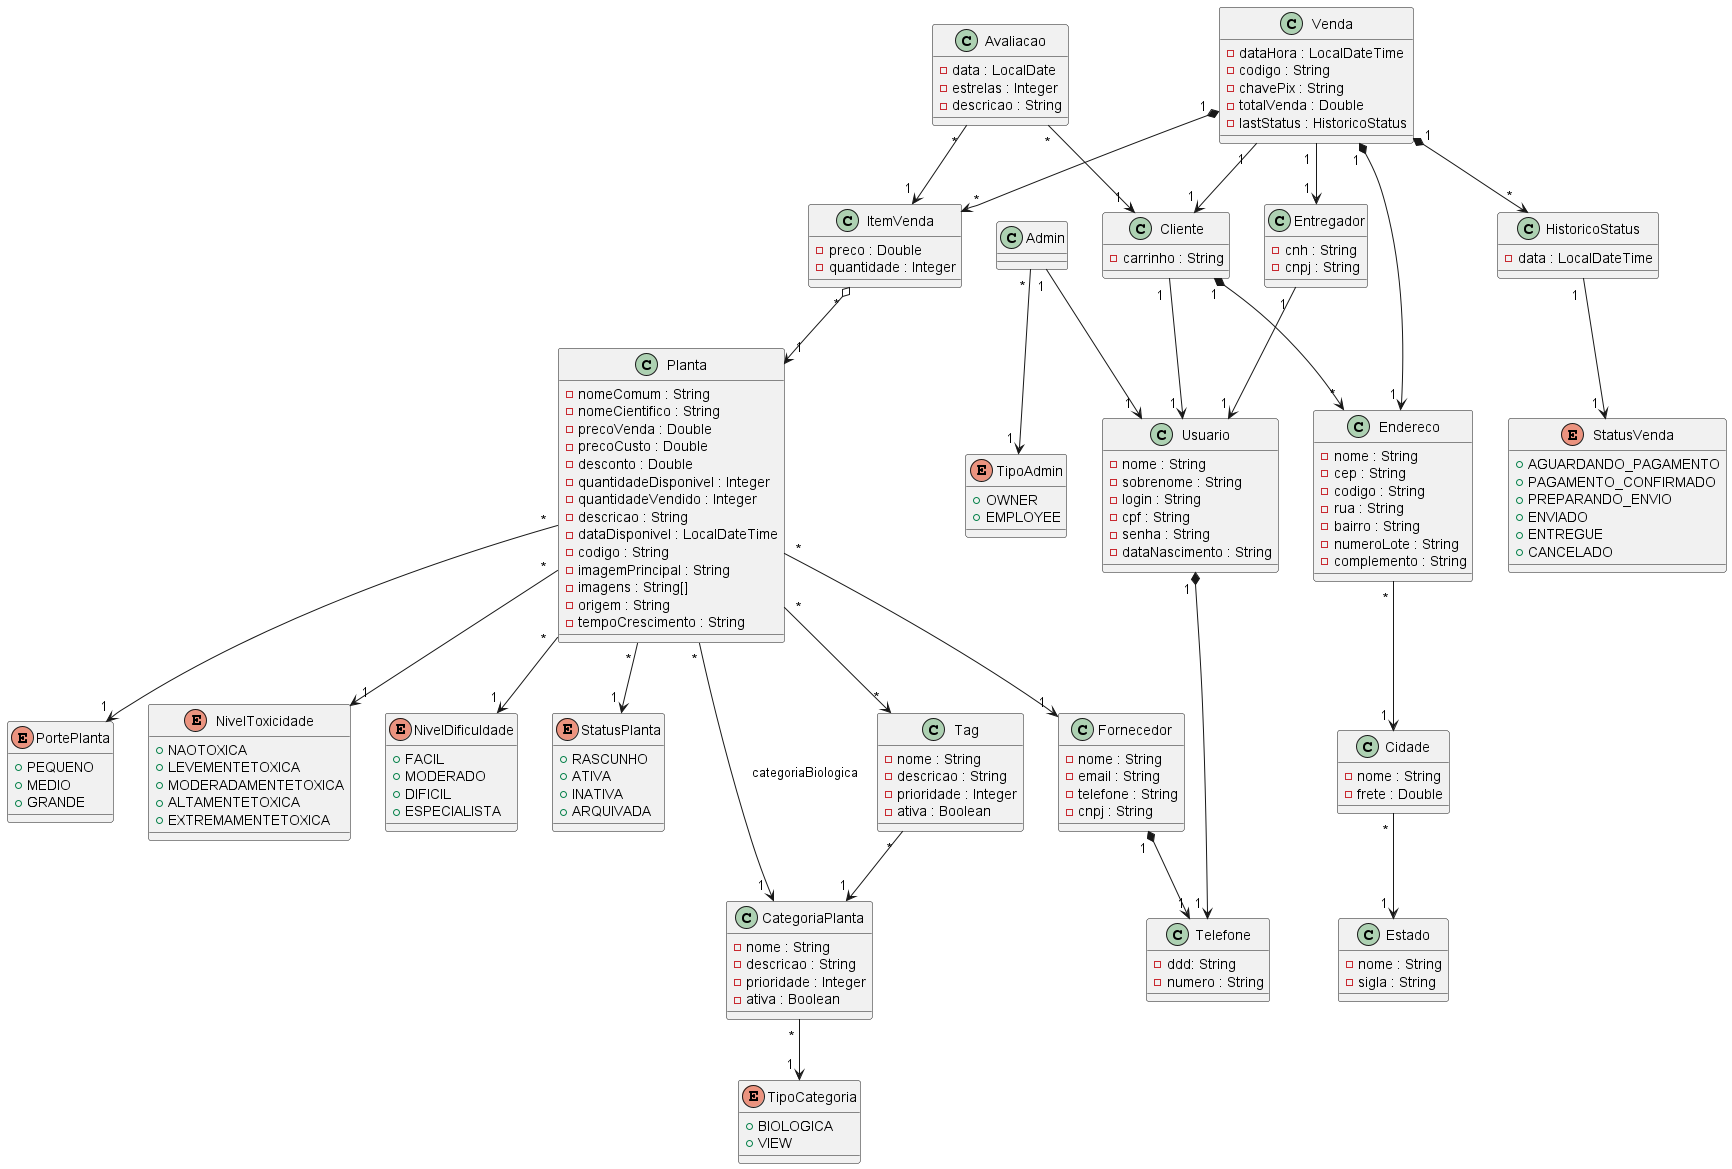 C Venda
dataHora : LocalDateTime
codigo : String
chavePix : String
totalVenda : Double
lastStatus : HistoricoStatus
C Avaliacao
data : LocalDate
estrelas : Integer
descricao : String
1
*
1
*
*
1
1
1
1
1
1
1
*
*
C ItemVenda
preco : Double
quantidade : Integer
C Admin
C Cliente
carrinho : String
C Entregador
cnh : String
cnpj : String
C HistoricoStatus
data : LocalDateTime
*
1
*
1
1
1
1
1
1
1
1
1
*
1
1
1
C Planta
nomeComum : String
nomeCientifico : String
precoVenda : Double
precoCusto : Double
desconto : Double
quantidadeDisponivel : Integer
quantidadeVendido : Integer
descricao : String
dataDisponivel : LocalDateTime
codigo : String
imagemPrincipal : String
imagens : String[]
origem : String
tempoCrescimento : String
E TipoAdmin
OWNER
EMPLOYEE
C Usuario
nome : String
sobrenome : String
login : String
cpf : String
senha : String
dataNascimento : String
C Endereco
nome : String
cep : String
codigo : String
rua : String
bairro : String
numeroLote : String
complemento : String
E StatusVenda
AGUARDANDO_PAGAMENTO
PAGAMENTO_CONFIRMADO
PREPARANDO_ENVIO
ENVIADO
ENTREGUE
CANCELADO
*
*
*
*
*
*
*
1
*
1
1
1
1
*
1
1
E PortePlanta
PEQUENO
MEDIO
GRANDE
E NivelToxicidade
NAOTOXICA
LEVEMENTETOXICA
MODERADAMENTETOXICA
ALTAMENTETOXICA
EXTREMAMENTETOXICA
E NivelDificuldade
FACIL
MODERADO
DIFICIL
ESPECIALISTA
E StatusPlanta
RASCUNHO
ATIVA
INATIVA
ARQUIVADA
categoriaBiologica
C Tag
nome : String
descricao : String
prioridade : Integer
ativa : Boolean
C Fornecedor
nome : String
email : String
telefone : String
cnpj : String
C Cidade
nome : String
frete : Double
*
1
*
1
1
1
1
1
C CategoriaPlanta
nome : String
descricao : String
prioridade : Integer
ativa : Boolean
C Telefone
ddd: String
numero : String
C Estado
nome : String
sigla : String
*
1
E TipoCategoria
BIOLOGICA
VIEW